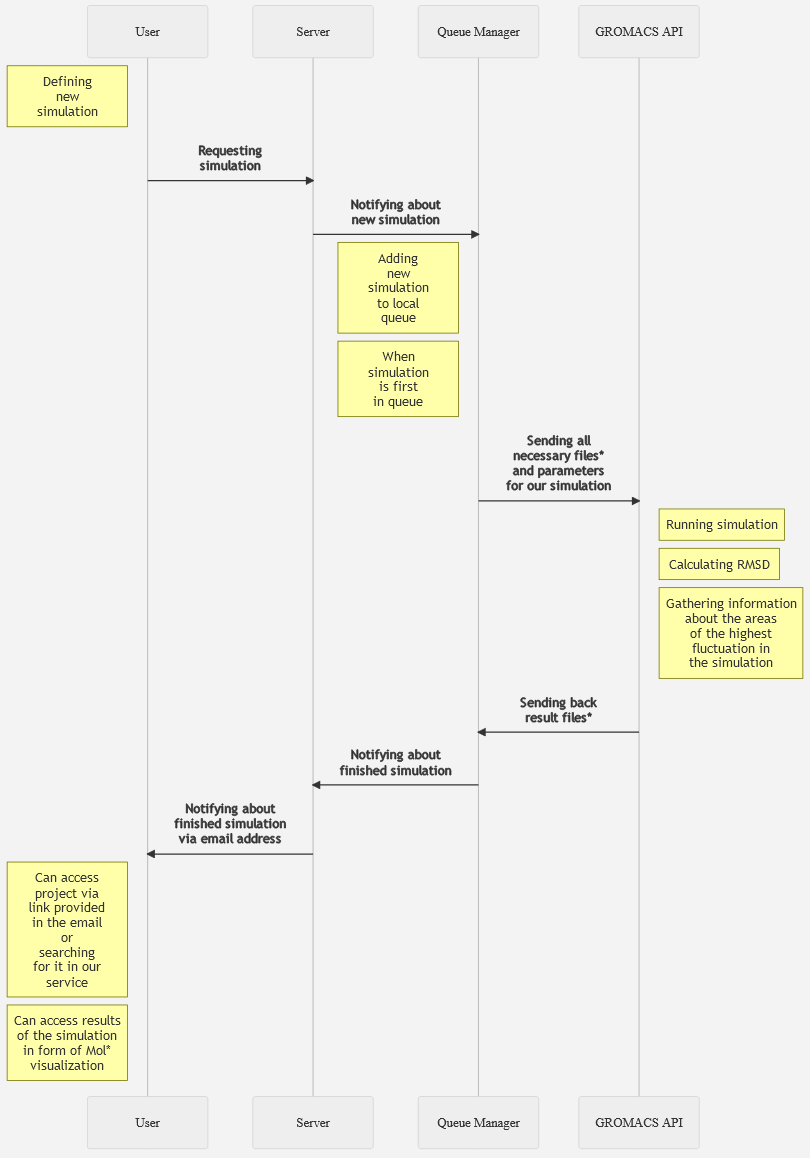 User
Server
Queue Manager
GROMACS API
Defining
new
simulation
Requesting
simulation
Notifying about
new simulation
Adding
new
simulation
to local
queue
When
simulation
is first
in queue
Sending all
necessary files*
and parameters
for our simulation
Running simulation
Calculating RMSD
Gathering information
about the areas
of the highest
fluctuation in
the simulation
Sending back
result files*
Notifying about
finished simulation
Notifying about
finished simulation
via email address
Can access
project via
link provided
in the email
or
searching
for it in our
service
Can access results
of the simulation
in form of Mol*
visualization
User
Server
Queue Manager
GROMACS API